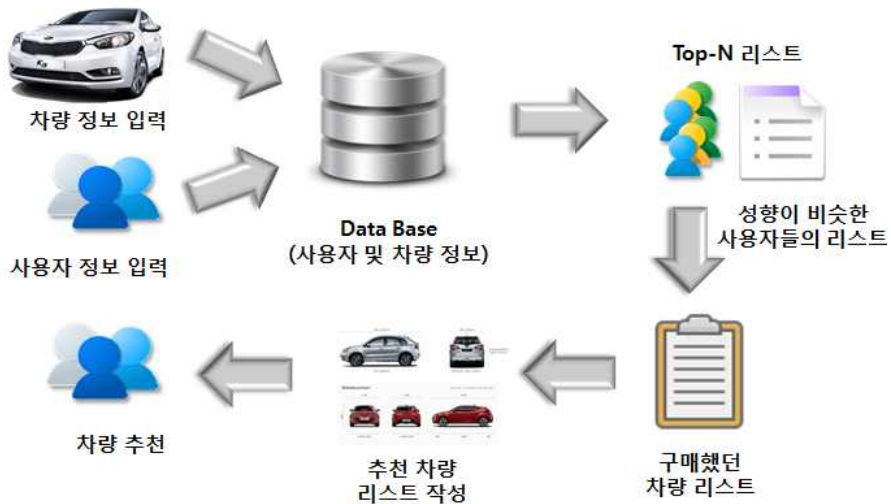 Top-N 리스트
차량 정보 입력
성향이 비슷한
사용자들의 리스트
Data Base
(사용자 및 차량 정보)
사용자 정보 입력
차량 추천
추천 차량
리스트 작성
구매했던
차량 리스트